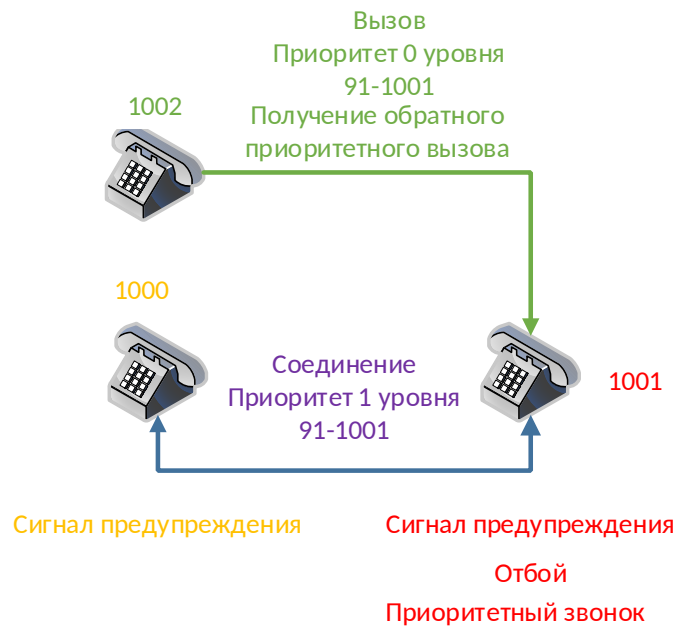 Вызов
Приоритет 0 уровня
91-1001
Получение обратного
приоритетного вызова
1002
1000
Соединение
Приоритет 1 уровня
91-1001
1001
Сигнал предупреждения
Сигнал предупреждения
Отбой
Приоритетный звонок